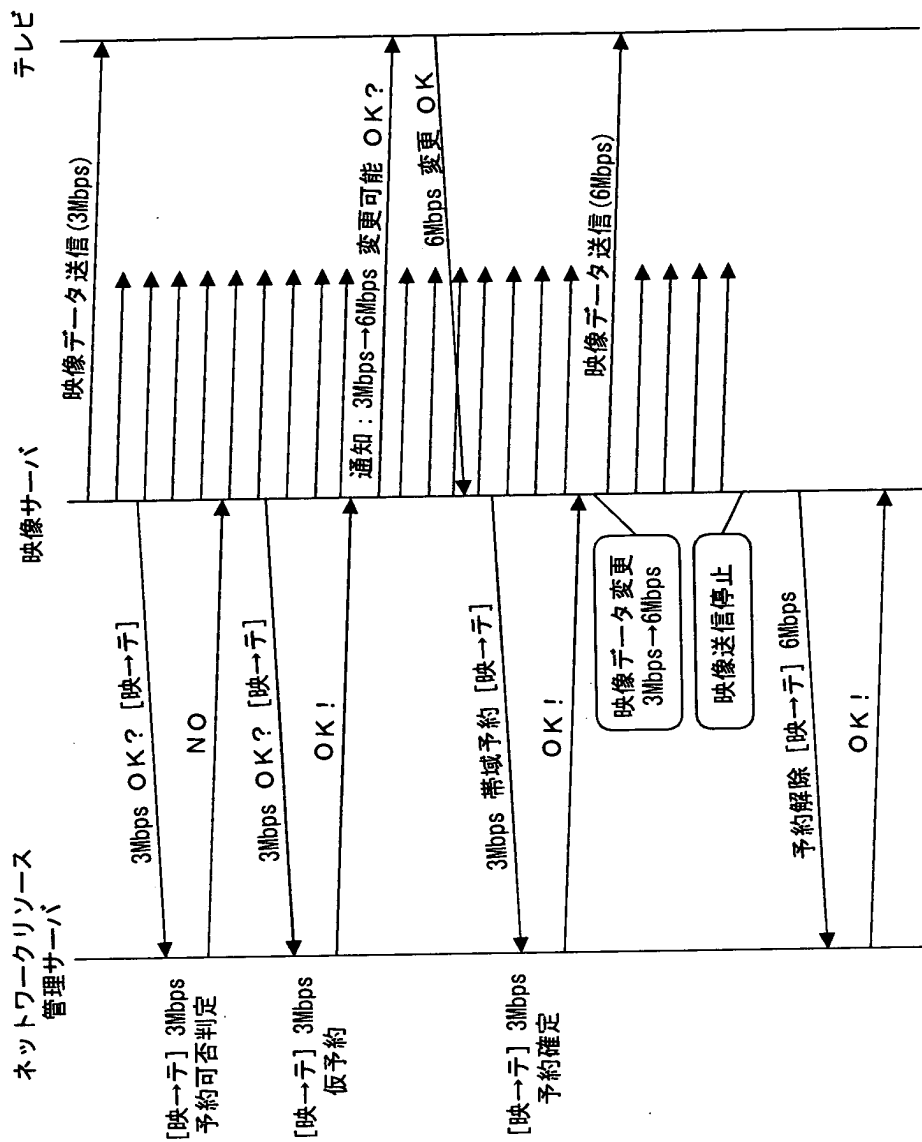 ネットワークリソース
管理サーバ
映像サーバ
テレビ
映像データ送信(3Mbps)
3Mbps OK? [映→テ]
[映→テ] 3Mbps
予約可否判定
NO
3Mbps OK? [映→テ]
[映→テ] 3Mbps
仮予約
OK!
通知:3Mbps→6Mbps 変更可能 OK?
6Mbps 変更 OK
3Mbps 帯域予約 [映→テ]
[映→テ] 3Mbps
予約確定
OK!
映像データ変更
3Mbps→6Mbps
映像データ送信(6Mbps)
映像送信停止
予約解除 [映→テ] 6Mbps
OK!